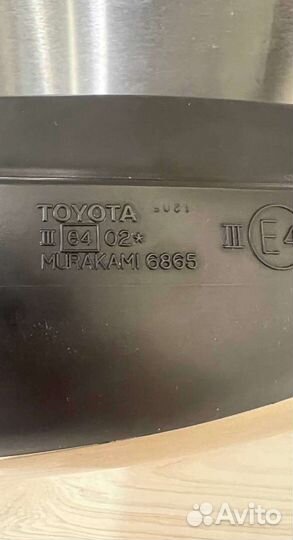 TOYOTA
III 64 02* III E4
MURAKAMI 6865
Avito